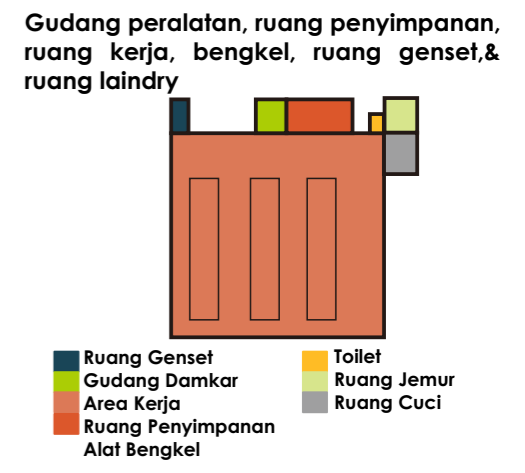 Gudang peralatan, ruang penyimpanan,
ruang kerja, bengkel, ruang genset,&
ruang laindry
Ruang Genset
Gudang Damkar
Area Kerja
Ruang Penyimpanan
Alat Bengkel
Toilet
Ruang Jemur
Ruang Cuci